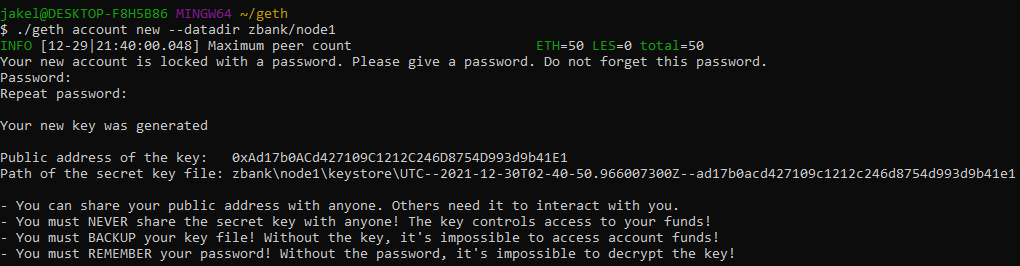 jakel@DESKTOP-F8H5B86 MINGW64 ~/geth
$ ./geth account new --datadir zbank/node1
INFO [12-29|21:40:00.048] Maximum peer count ETH=50 LES=0 total=50
Your new account is locked with a password. Please give a password. Do not forget this password.
Password:
Repeat password:
Your new key was generated
Public address of the key: 0xAd17b0ACd427109C1212C246D8754D993d9b41E1
Path of the secret key file: zbank\node1\keystore\UTC--2021-12-30T02-40-50.966007300Z--ad17b0acd427109c1212c246d8754d993d9b41e1
- You can share your public address with anyone. Others need it to interact with you.
- You must NEVER share the secret key with anyone! The key controls access to your funds!
- You must BACKUP your key file! Without the key, it's impossible to access account funds!
- You must REMEMBER your password! Without the password, it's impossible to decrypt the key!